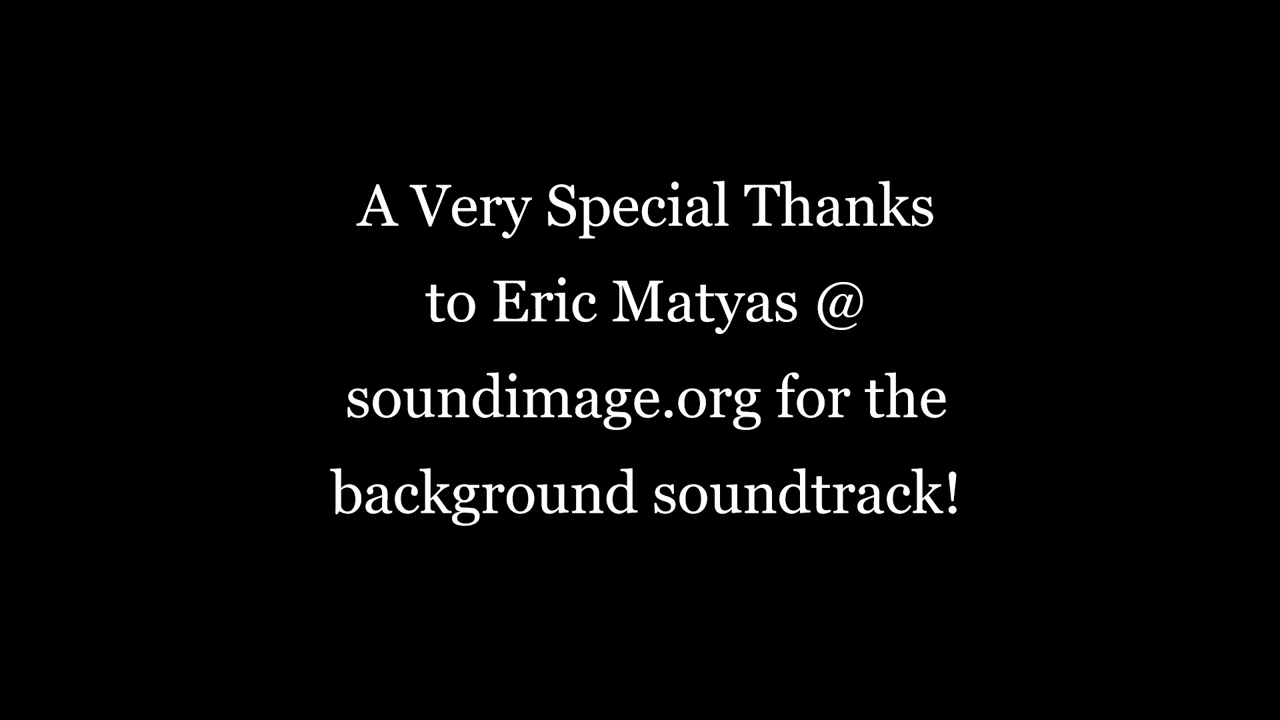 A Very Special Thanks
to Eric Matyas @
soundimage.org for the
background soundtrack!